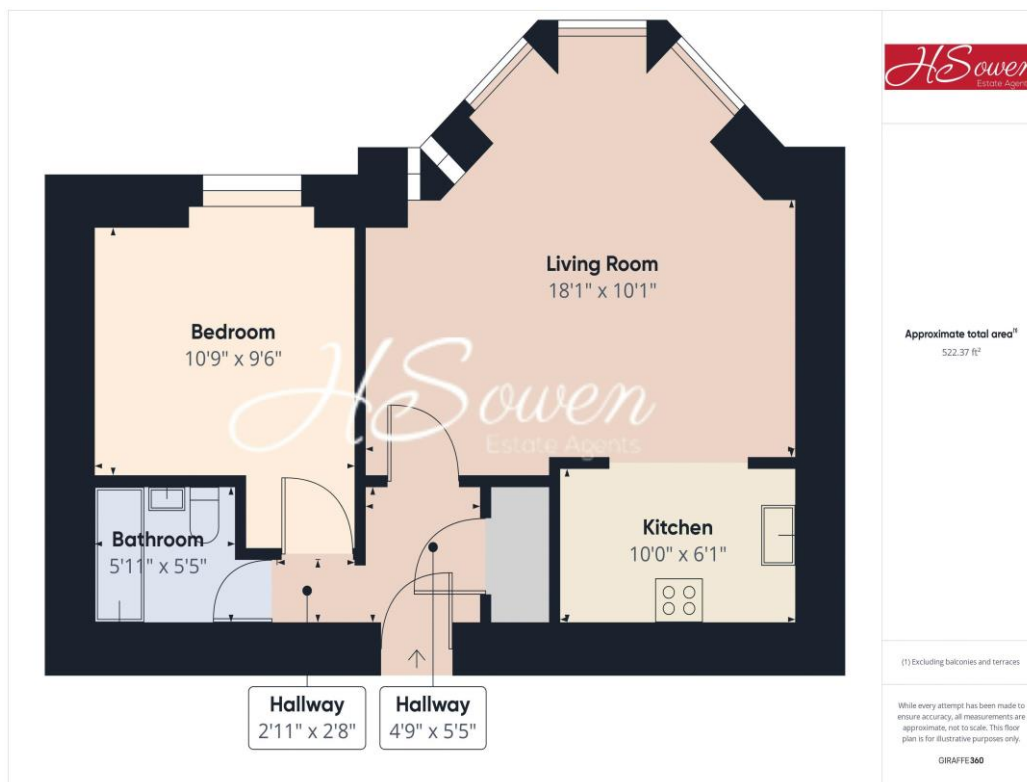 Living Room
18'1" x 10'1"
Bedroom
10'9" x 9'6"
HSowen
Estate Agents
Kitchen
10'0" x 6'1"
Bathroom
5'11" x 5'5"
Hallway
2'11" x 2'8"
Hallway
4'9" x 5'5"
HSowen
Estate Agent
Approximate total area⁽¹⁾
522.37 ft²
(1) Excluding balconies and terraces
While every attempt has been made to
ensure accuracy, all measurements are
approximate, not to scale. This floor
plan is for illustrative purposes only.
GIRAFFE360